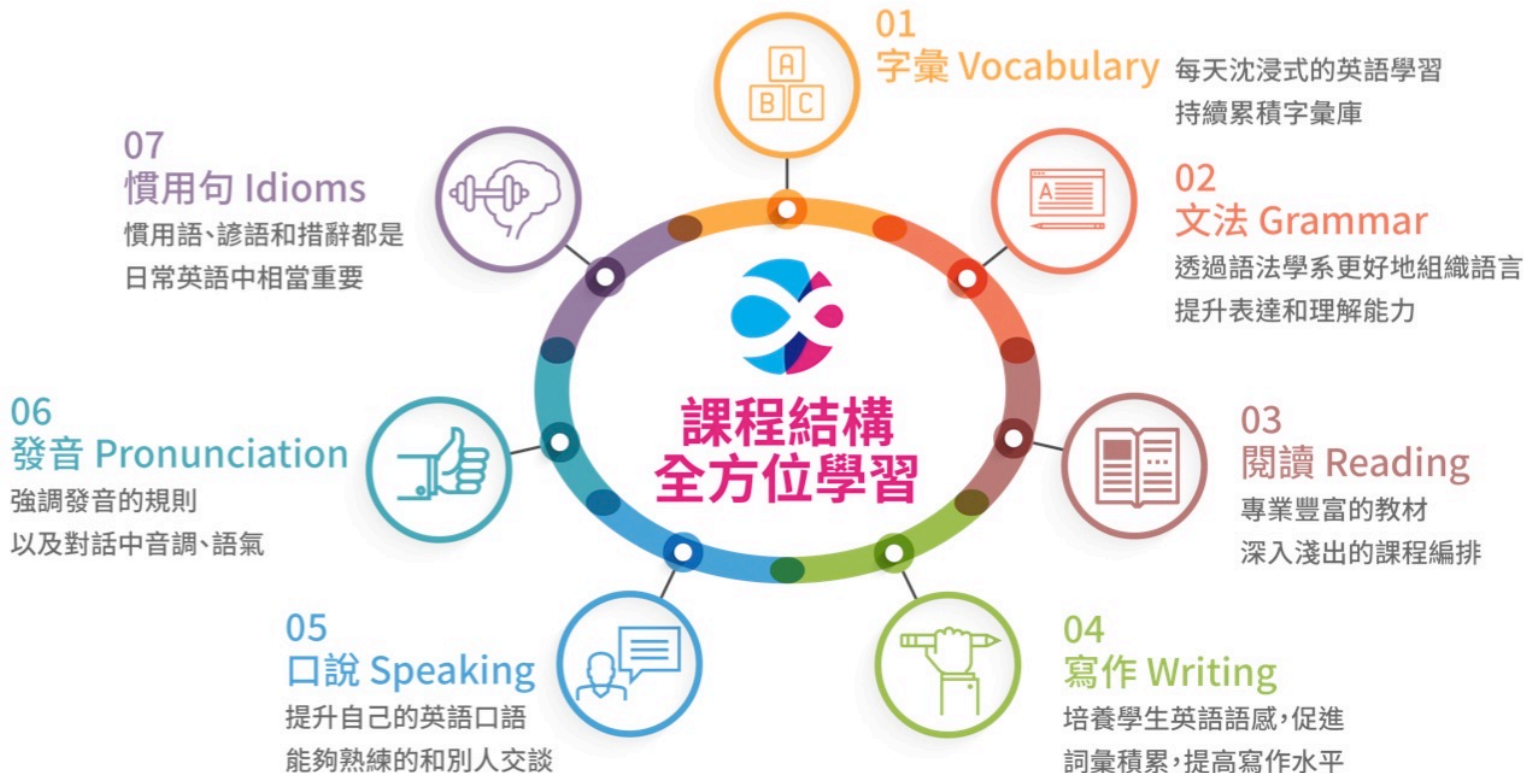 課程結構
全方位學習
01
字彙 Vocabulary
每天沈浸式的英語學習
持續累積字彙庫
02
文法 Grammar
透過語法學系更好地組織語言
提升表達和理解能力
03
閱讀 Reading
專業豐富的教材
深入淺出的課程編排
04
寫作 Writing
培養學生英語語感,促進
詞彙積累,提高寫作水平
05
口說 Speaking
提升自己的英語口語
能夠熟練的和別人交談
06
發音 Pronunciation
強調發音的規則
以及對話中音調、語氣
07
慣用句 Idioms
慣用語、諺語和措辭都是
日常英語中相當重要
A
B C
A